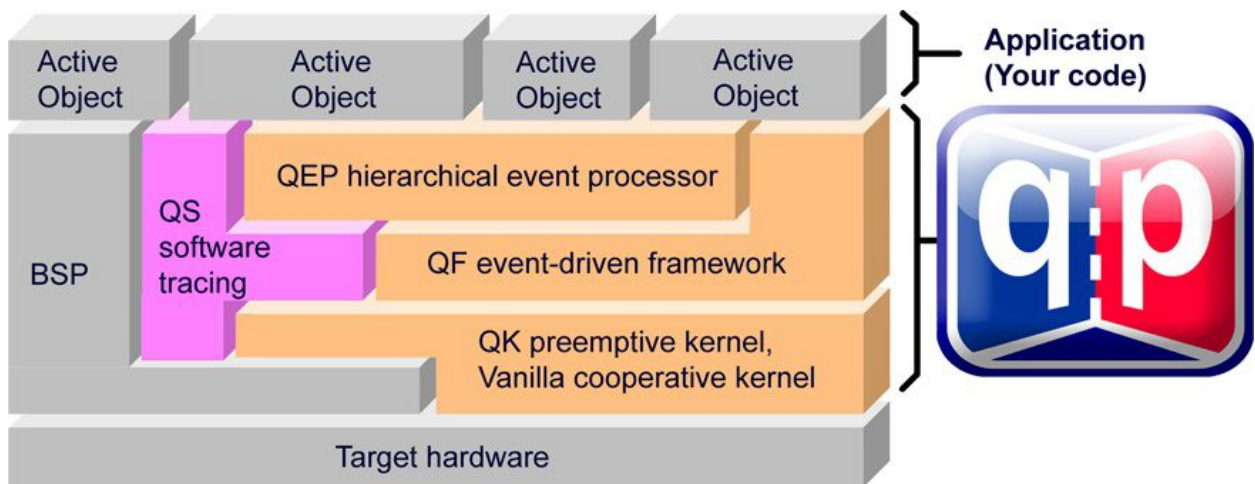 Active
Object
Active
Object
Active
Object
Active
Object
Application
(Your code)
QEP hierarchical event processor
QS
software
tracing
BSP
QF event-driven framework
QK preemptive kernel,
Vanilla cooperative kernel
Target hardware
qp